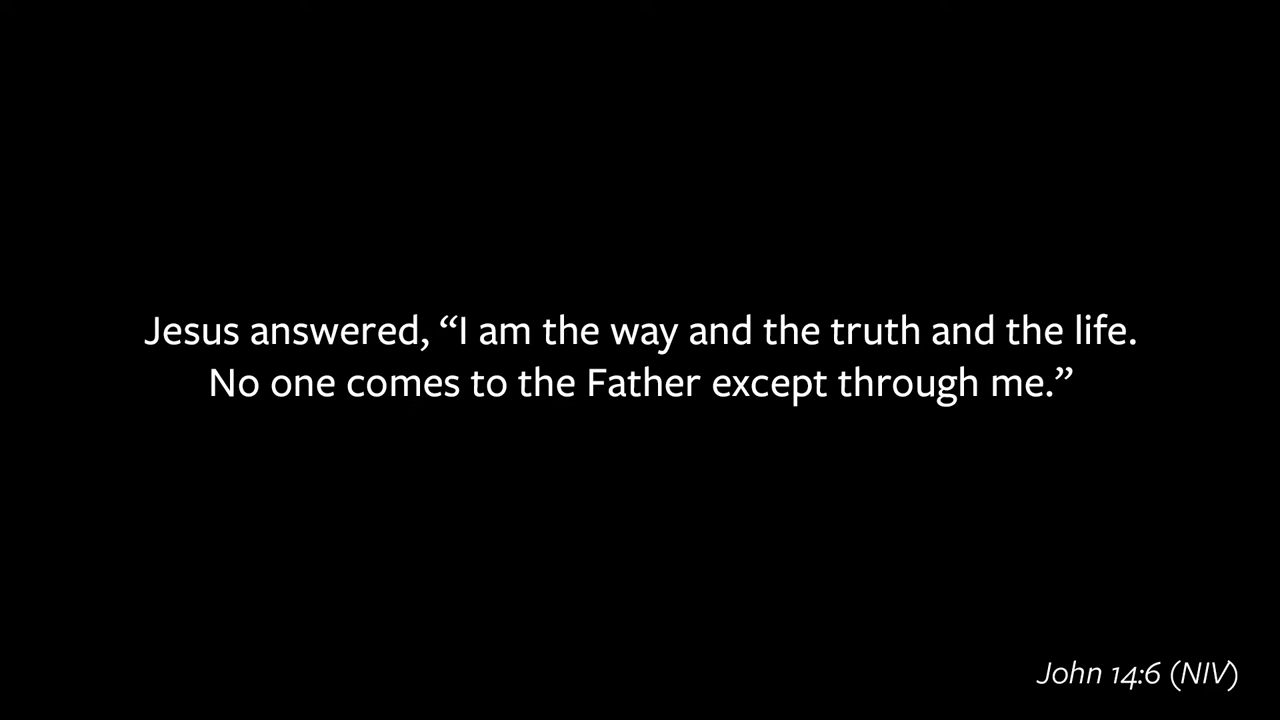 Jesus answered, “I am the way and the truth and the life.
No one comes to the Father except through me.”
John 14:6 (NIV)